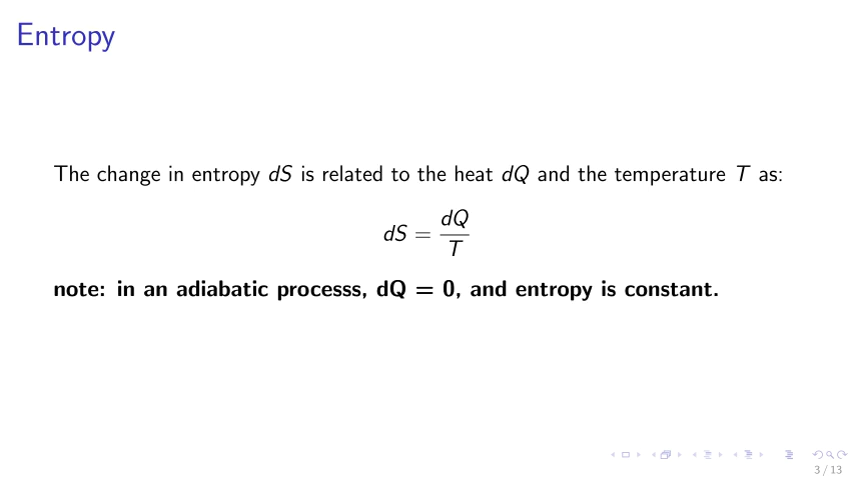 Entropy
The change in entropy dS is related to the heat dQ and the temperature T as:
dS = dQ / T
note: in an adiabatic processs, dQ = 0, and entropy is constant.
3 / 13